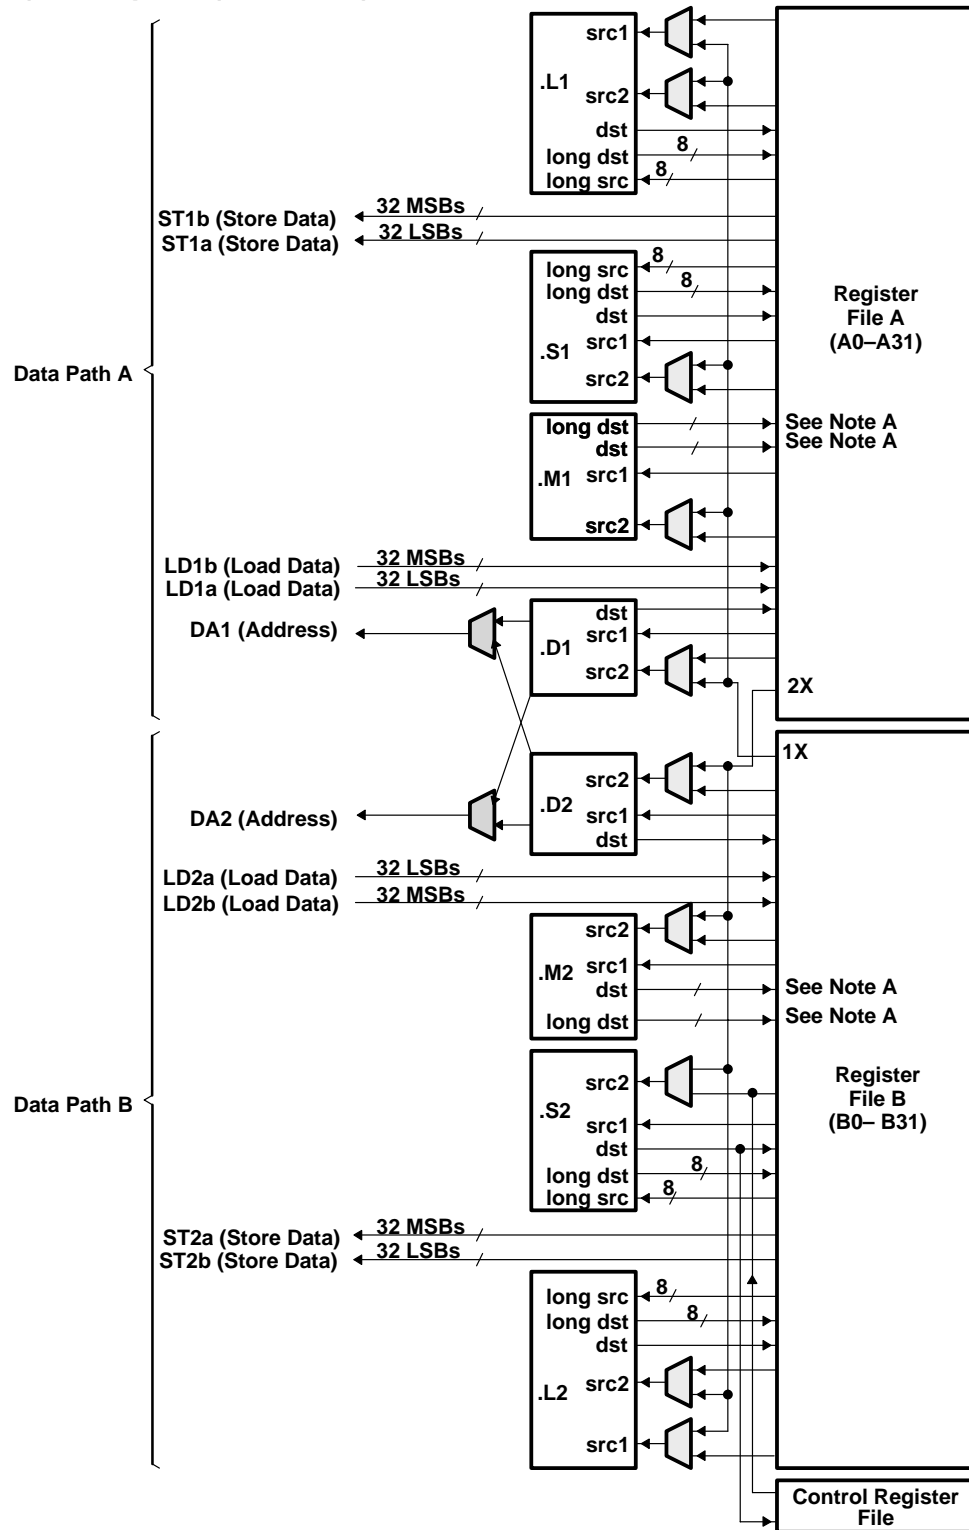 src1
.L1
src2
dst
8
long dst
8
long src
32 MSBs
ST1b (Store Data)
32 LSBs
ST1a (Store Data)
8
long src
8
long dst
dst
Register
File A
(A0–A31)
.S1
src1
src2
Data Path A
long dst
See Note A
dst
See Note A
.M1
src1
src2
32 MSBs
LD1b (Load Data)
32 LSBs
LD1a (Load Data)
dst
DA1 (Address)
src1
.D1
src2
2X
1X
src2
.D2
src1
DA2 (Address)
dst
32 LSBs
LD2a (Load Data)
32 MSBs
LD2b (Load Data)
src2
src1
.M2
dst
See Note A
long dst
See Note A
src2
Register
File B
(B0– B31)
Data Path B
.S2
src1
dst
8
long dst
8
long src
32 MSBs
ST2a (Store Data)
32 LSBs
ST2b (Store Data)
8
long src
8
long dst
dst
src2
.L2
src1
Control Register
File